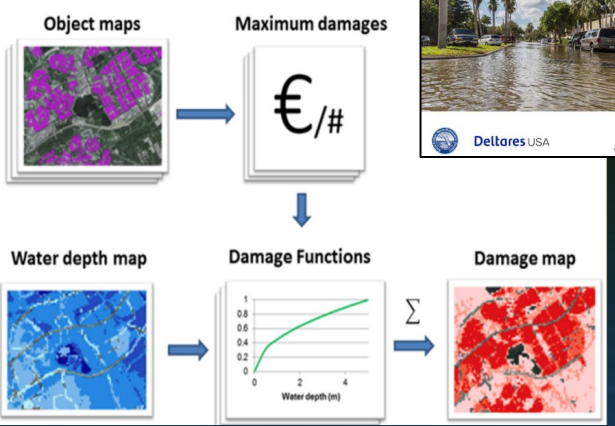 Object maps
Maximum damages
€/#
Deltares USA
Water depth map
Damage Functions
Damage map
1
0.8
0.6
0.4
0.2
0
0 2 4
Water depth (m)
Σ